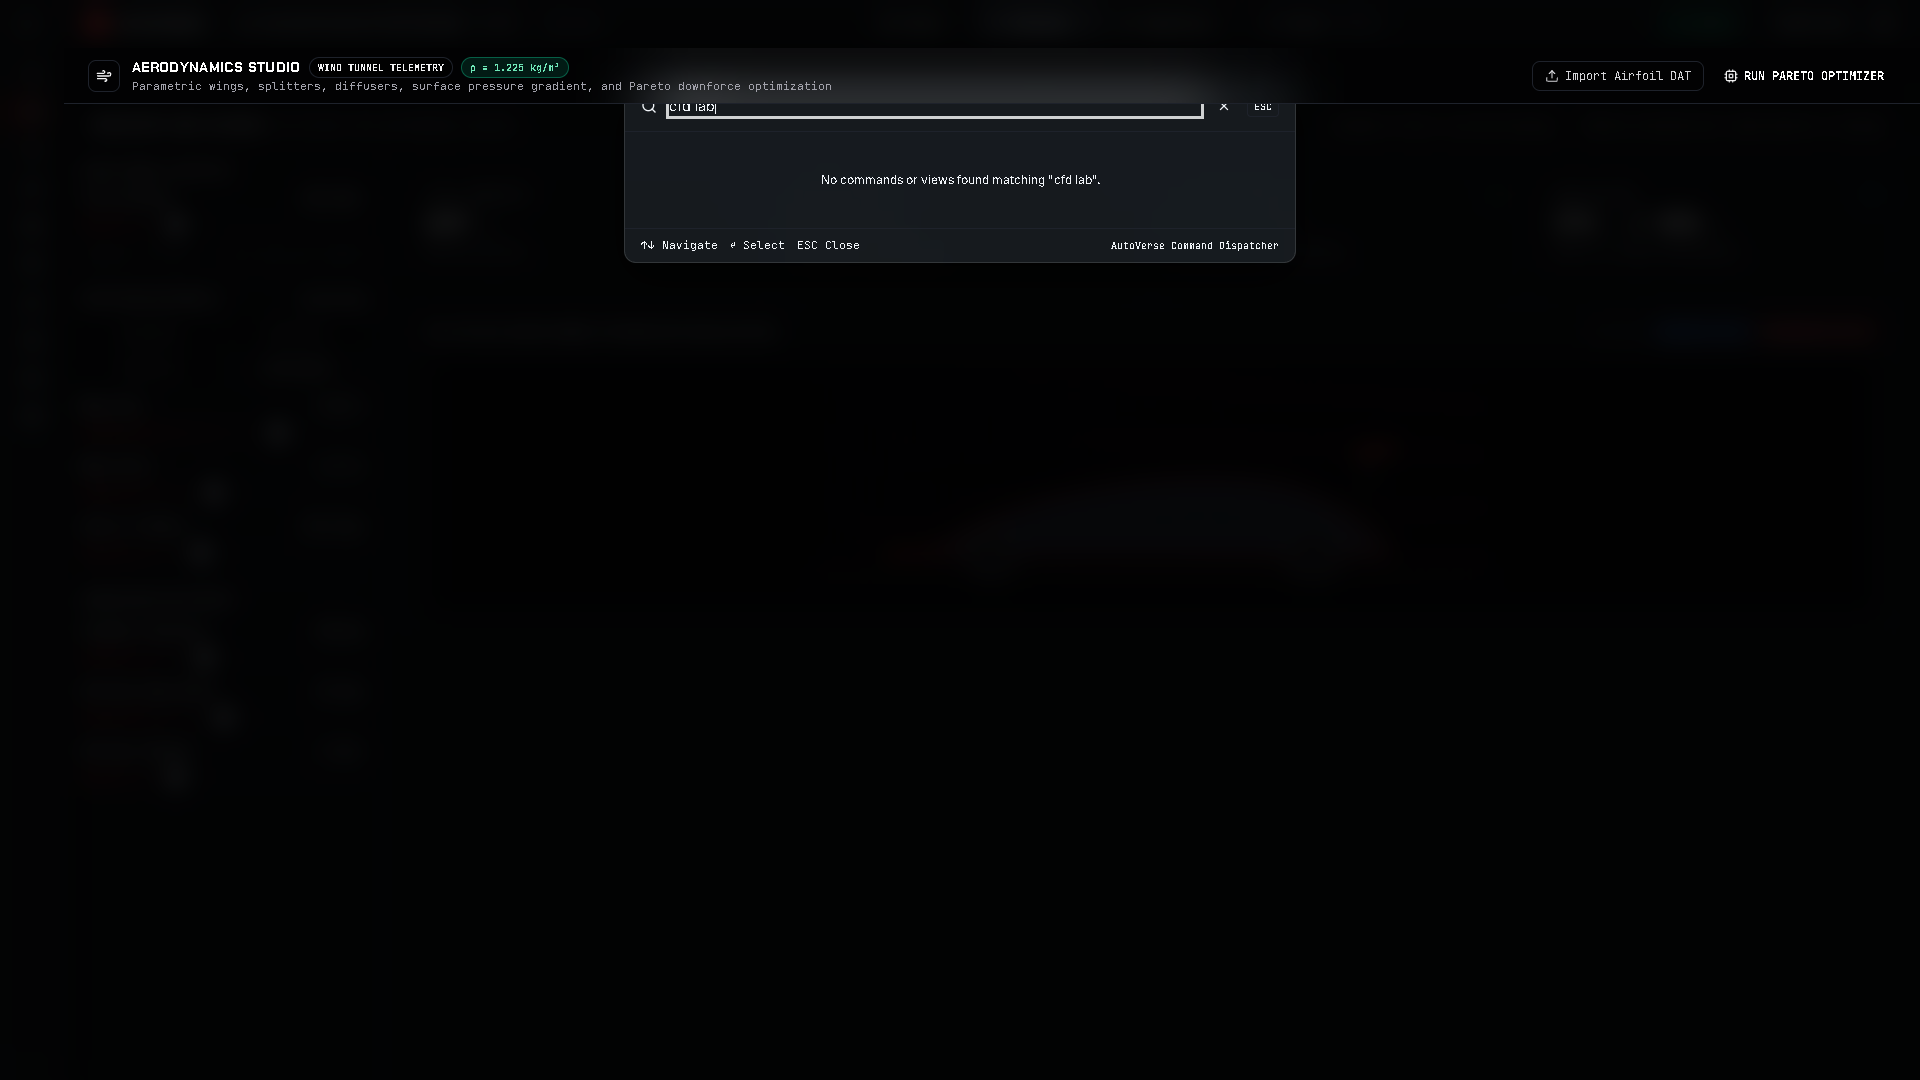 AERODYNAMICS STUDIO WIND TUNNEL TELEMETRY ρ = 1.225 kg/m³
Parametric wings, splitters, diffusers, surface pressure gradient, and Pareto downforce optimization
Import Airfoil DAT RUN PARETO OPTIMIZER
cfd lab ESC
No commands or views found matching "cfd lab".
↑↓ Navigate ↵ Select ESC Close AutoVerse Command Dispatcher